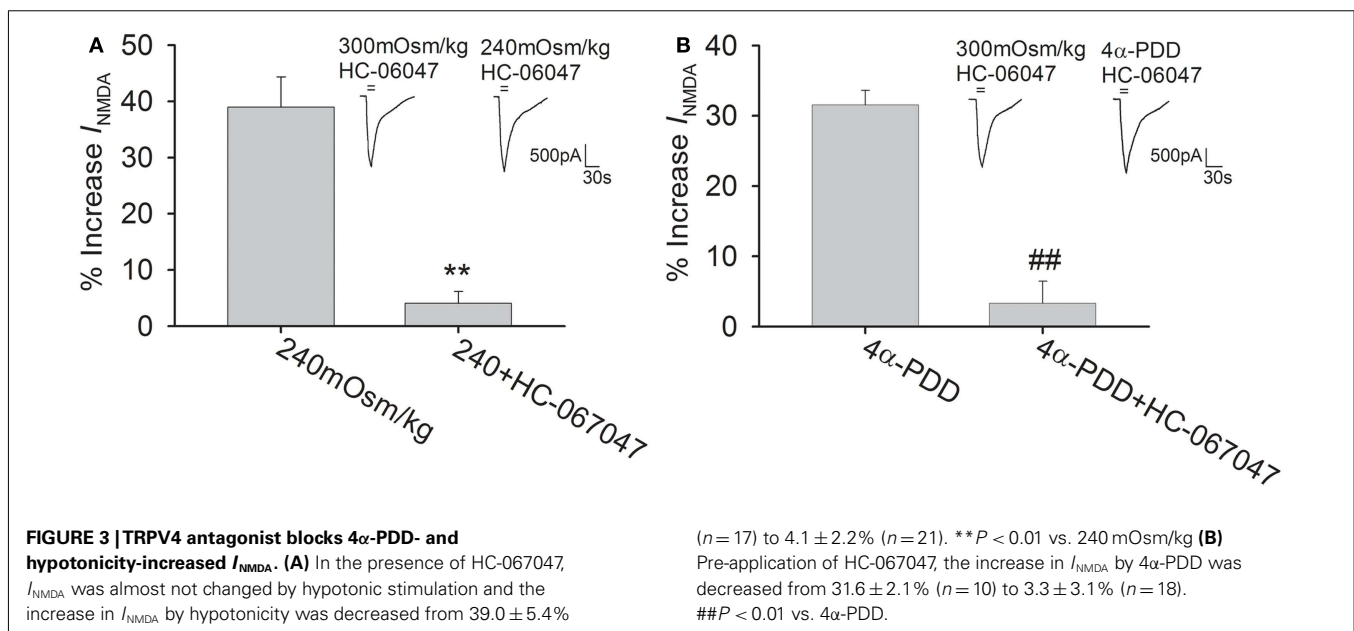 A
50
40
30
20
10
0
% Increase I_NMDA
300mOsm/kg
HC-06047
=
240mOsm/kg
HC-06047
=
500pA
30s
**
240mOsm/kg
240+HC-067047
B
40
30
20
10
0
% Increase I_NMDA
300mOsm/kg
HC-06047
=
4α-PDD
HC-06047
=
500pA
30s
##
4α-PDD
4α-PDD+HC-067047
FIGURE 3 | TRPV4 antagonist blocks 4α-PDD- and
hypotonicity-increased I_NMDA. (A) In the presence of HC-067047,
I_NMDA was almost not changed by hypotonic stimulation and the
increase in I_NMDA by hypotonicity was decreased from 39.0 ± 5.4%
(n = 17) to 4.1 ± 2.2% (n = 21). **P < 0.01 vs. 240 mOsm/kg (B)
Pre-application of HC-067047, the increase in I_NMDA by 4α-PDD was
decreased from 31.6 ± 2.1% (n = 10) to 3.3 ± 3.1% (n = 18).
##P < 0.01 vs. 4α-PDD.